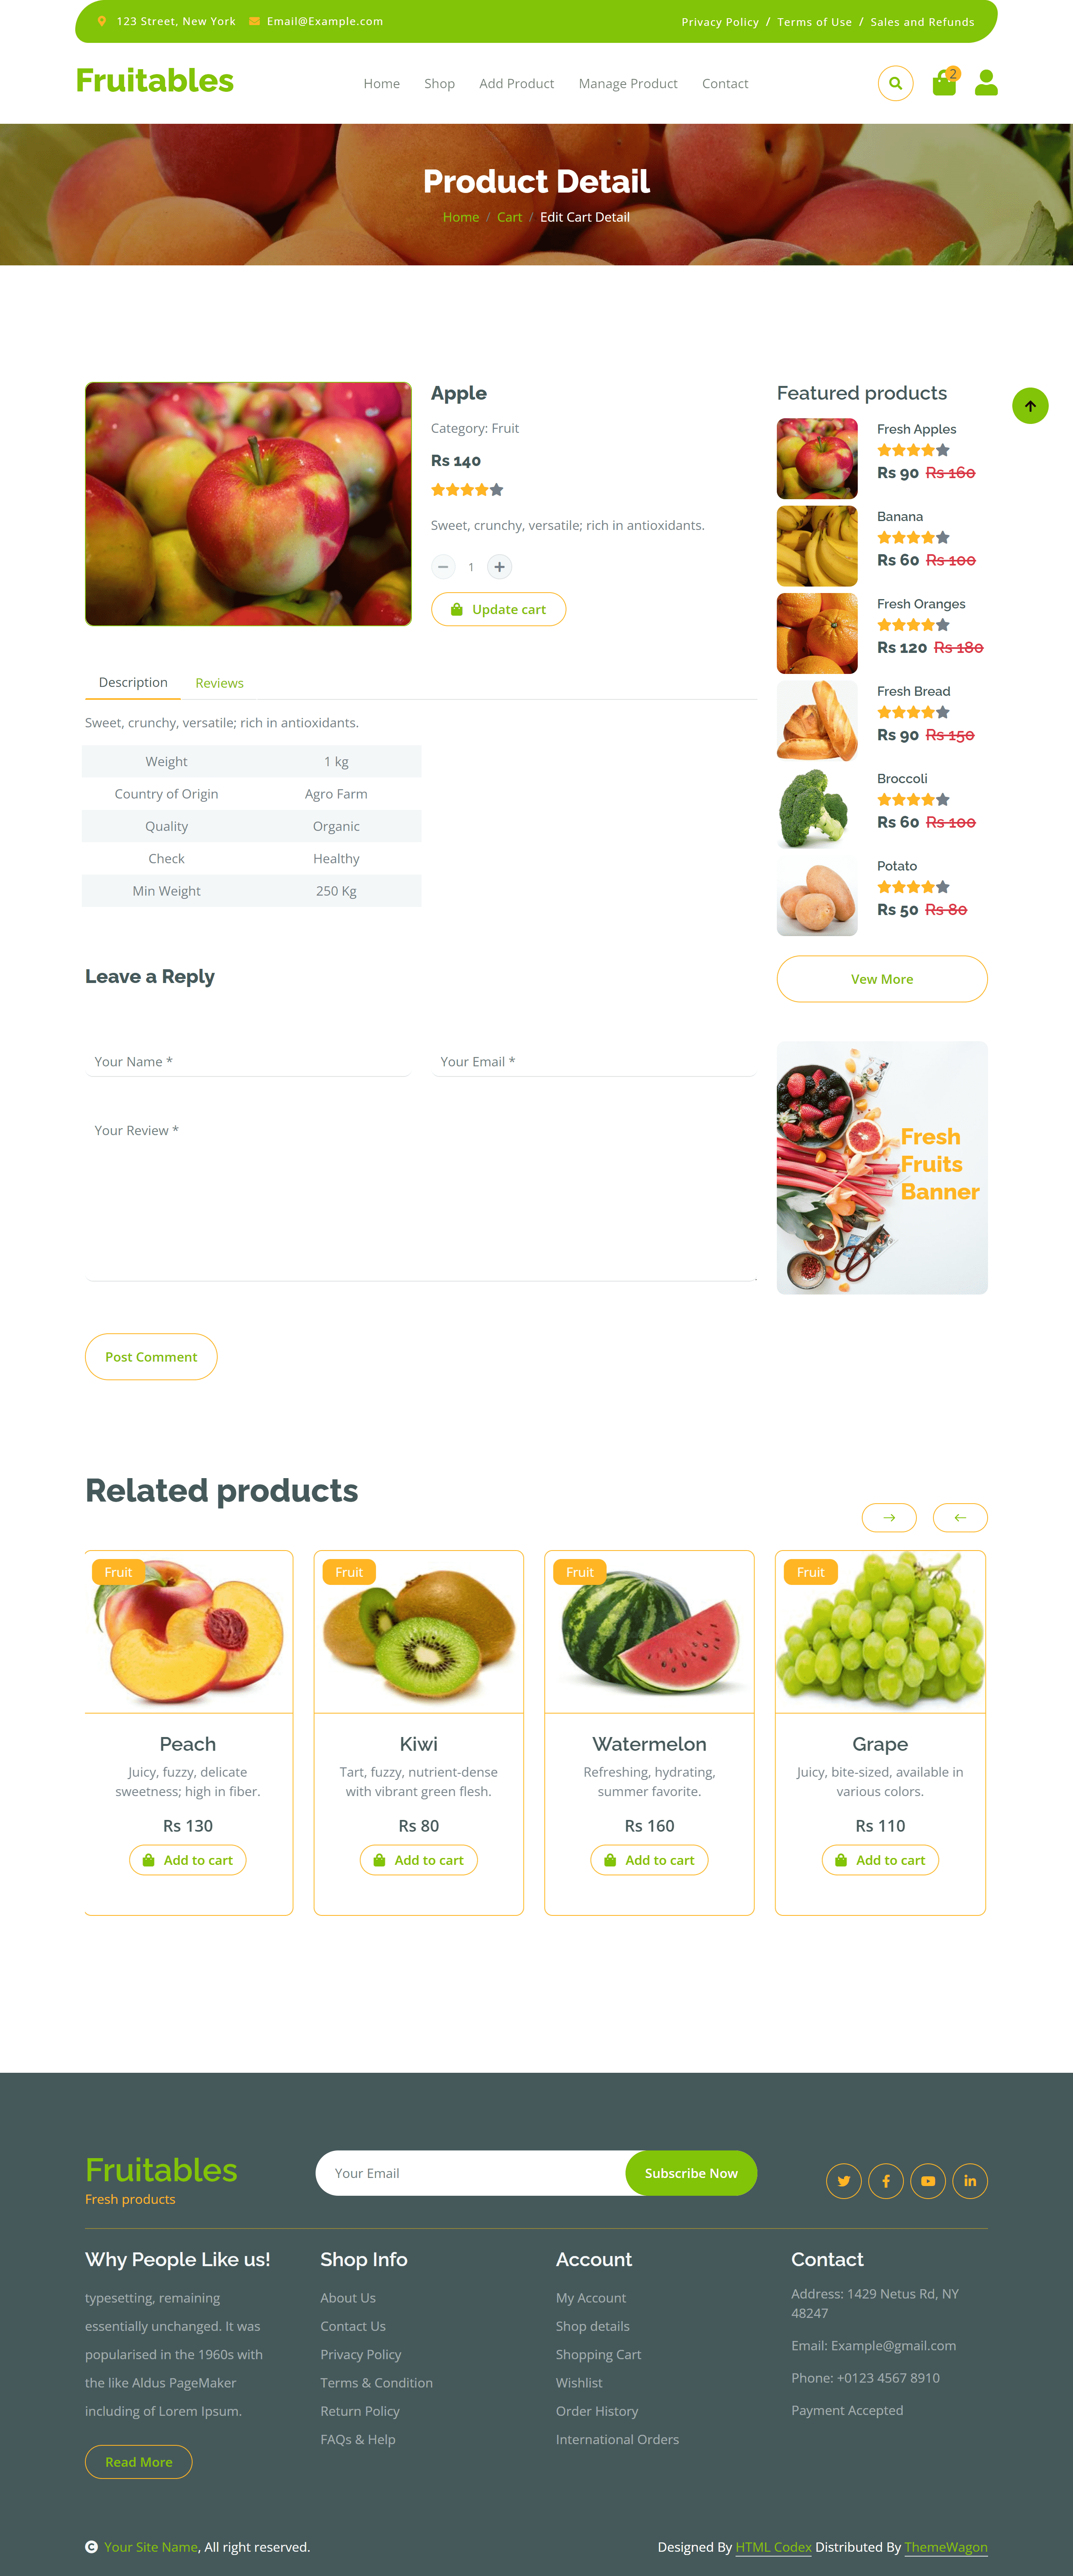 123 Street, New York Email@Example.com Privacy Policy / Terms of Use / Sales and Refunds
Fruitables
Home Shop Add Product Manage Product Contact 2
Product Detail
Home / Cart / Edit Cart Detail
Apple
Category: Fruit
Rs 140
Sweet, crunchy, versatile; rich in antioxidants.
1
Update cart
Description Reviews
Sweet, crunchy, versatile; rich in antioxidants.
Weight 1 kg
Country of Origin Agro Farm
Quality Organic
Check Healthy
Min Weight 250 Kg
Leave a Reply
Your Name * Your Email *
Your Review *
Post Comment
Featured products
Fresh Apples
Rs 90 Rs 160
Banana
Rs 60 Rs 100
Fresh Oranges
Rs 120 Rs 180
Fresh Bread
Rs 90 Rs 150
Broccoli
Rs 60 Rs 100
Potato
Rs 50 Rs 80
Vew More
Fresh
Fruits
Banner
Related products
Fruit Fruit Fruit Fruit
Peach
Juicy, fuzzy, delicate
sweetness; high in fiber.
Rs 130
Add to cart
Kiwi
Tart, fuzzy, nutrient-dense
with vibrant green flesh.
Rs 80
Add to cart
Watermelon
Refreshing, hydrating,
summer favorite.
Rs 160
Add to cart
Grape
Juicy, bite-sized, available in
various colors.
Rs 110
Add to cart
Fruitables
Fresh products
Your Email Subscribe Now
Why People Like us!
typesetting, remaining
essentially unchanged. It was
popularised in the 1960s with
the like Aldus PageMaker
including of Lorem Ipsum.
Read More
Shop Info
About Us
Contact Us
Privacy Policy
Terms & Condition
Return Policy
FAQs & Help
Account
My Account
Shop details
Shopping Cart
Wishlist
Order History
International Orders
Contact
Address: 1429 Netus Rd, NY
48247
Email: Example@gmail.com
Phone: +0123 4567 8910
Payment Accepted
Your Site Name, All right reserved. Designed By HTML Codex Distributed By ThemeWagon